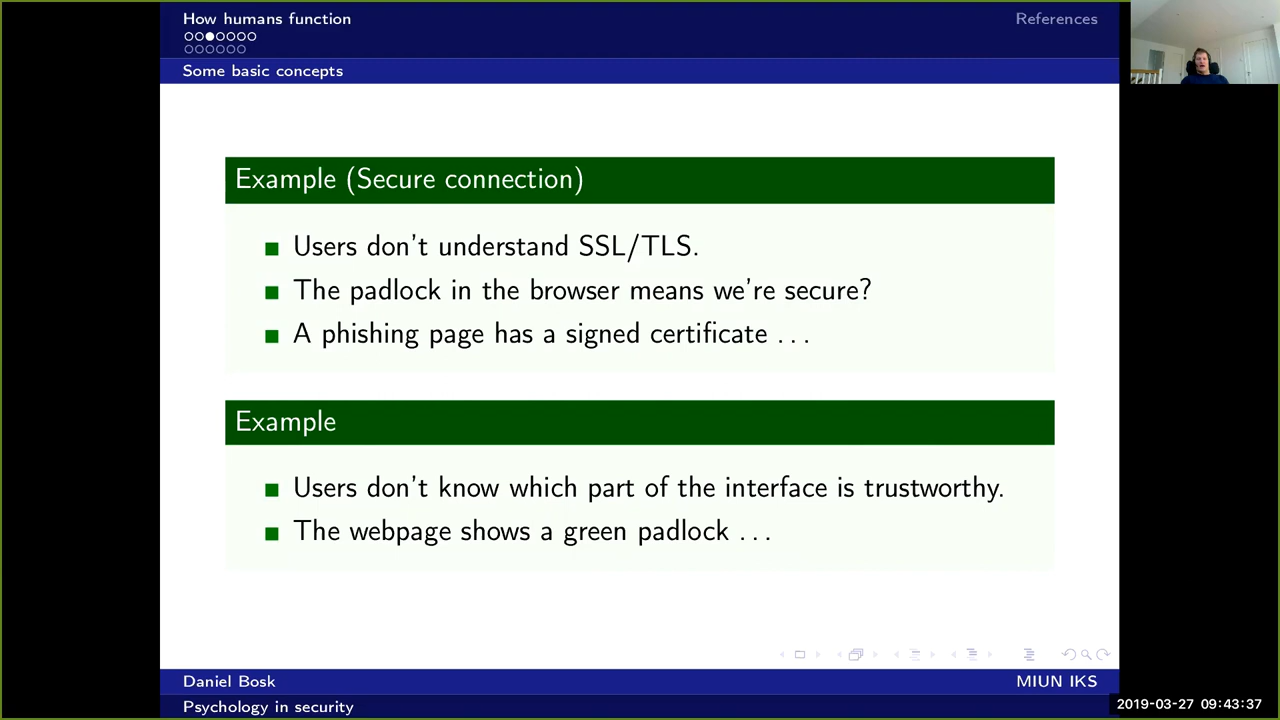 How humans function
References
Some basic concepts
Example (Secure connection)
Users don't understand SSL/TLS.
The padlock in the browser means we're secure?
A phishing page has a signed certificate . . .
Example
Users don't know which part of the interface is trustworthy.
The webpage shows a green padlock . . .
Daniel Bosk
MIUN IKS
Psychology in security
2019-03-27 09:43:37